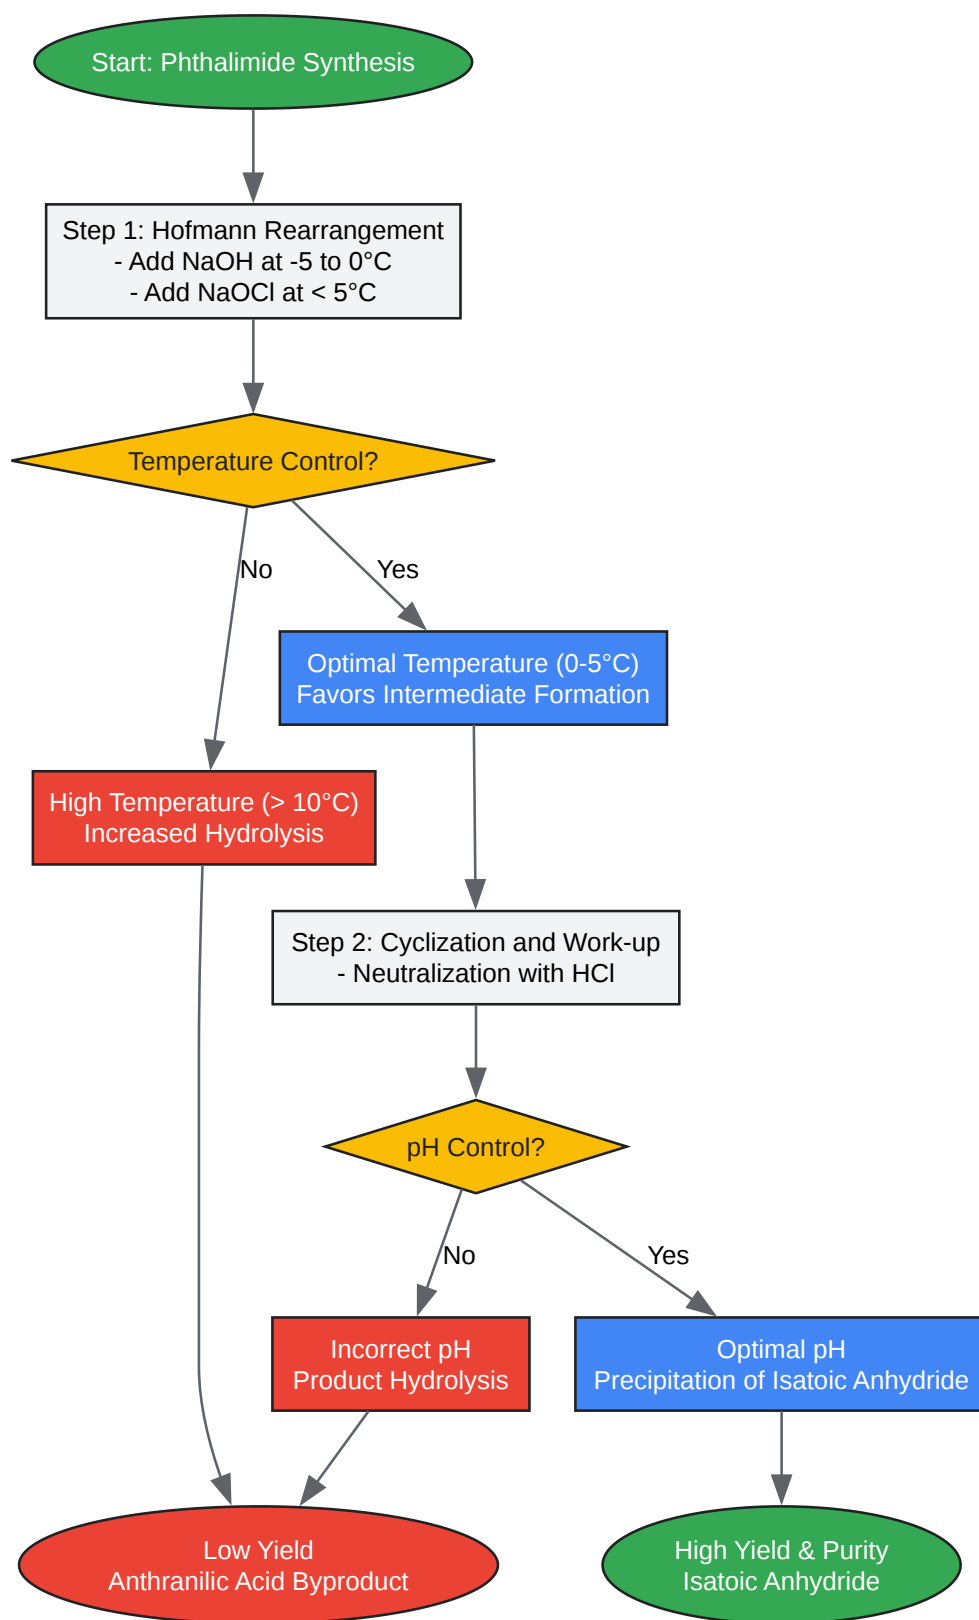 Start: Phthalimide Synthesis
Step 1: Hofmann Rearrangement
- Add NaOH at -5 to 0°C
- Add NaOCl at < 5°C
Temperature Control?
No
Yes
Optimal Temperature (0-5°C)
Favors Intermediate Formation
High Temperature (> 10°C)
Increased Hydrolysis
Step 2: Cyclization and Work-up
- Neutralization with HCl
pH Control?
No
Yes
Incorrect pH
Product Hydrolysis
Optimal pH
Precipitation of Isatoic Anhydride
Low Yield
Anthranilic Acid Byproduct
High Yield & Purity
Isatoic Anhydride